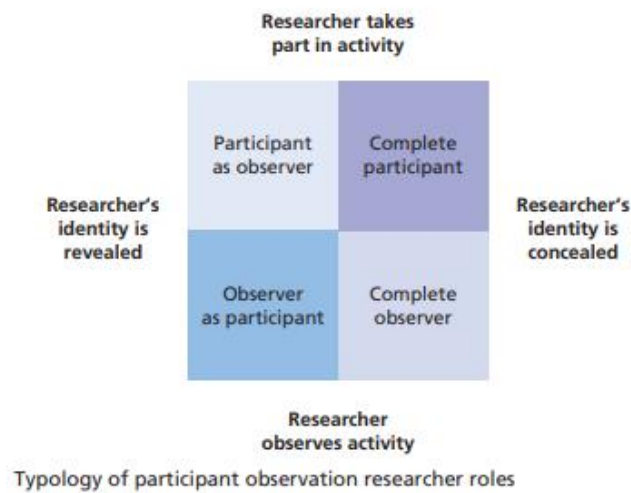 Researcher takes
part in activity
Participant
as observer
Complete
participant
Researcher's
identity is
revealed
Researcher's
identity is
concealed
Observer
as participant
Complete
observer
Researcher
observes activity
Typology of participant observation researcher roles